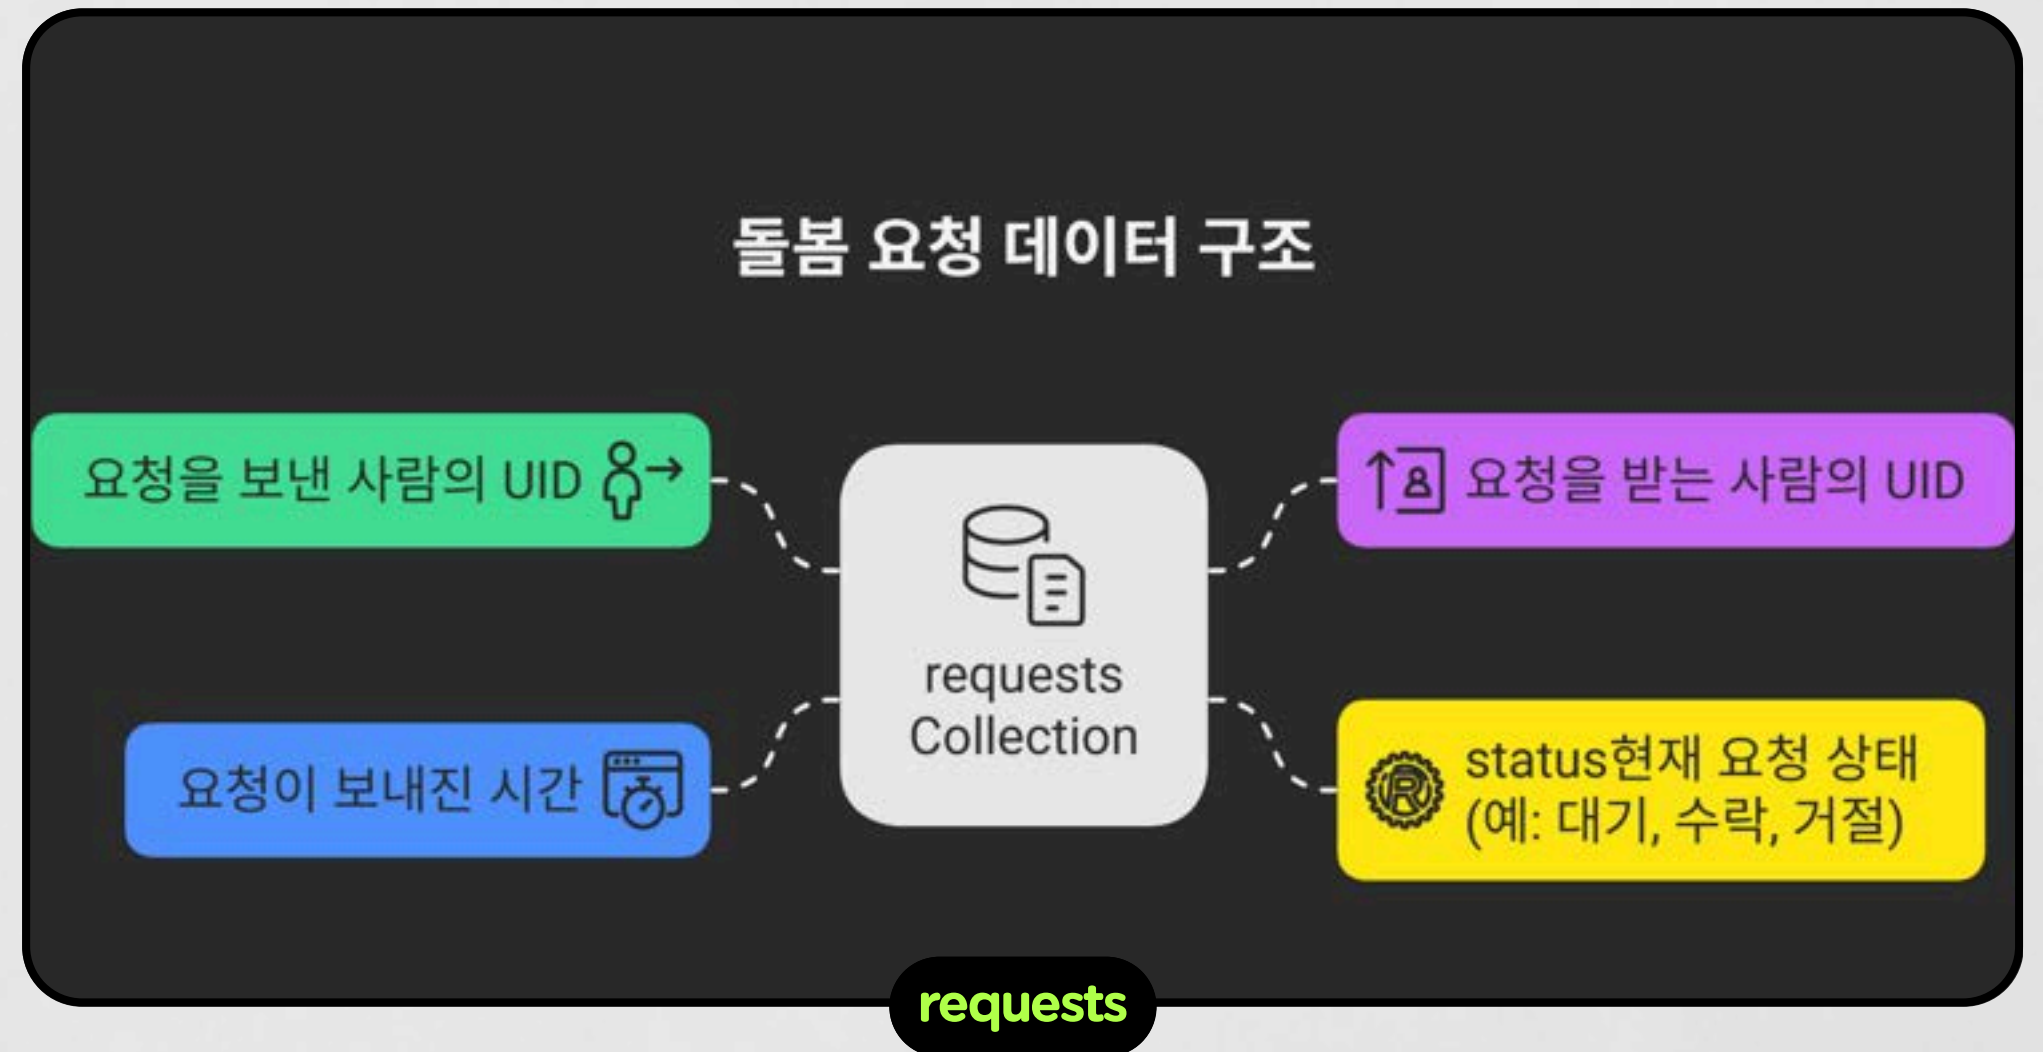 돌봄 요청 데이터 구조
요청을 보낸 사람의 UID
요청을 받는 사람의 UID
requests
Collection
요청이 보내진 시간
status현재 요청 상태
(예: 대기, 수락, 거절)
requests